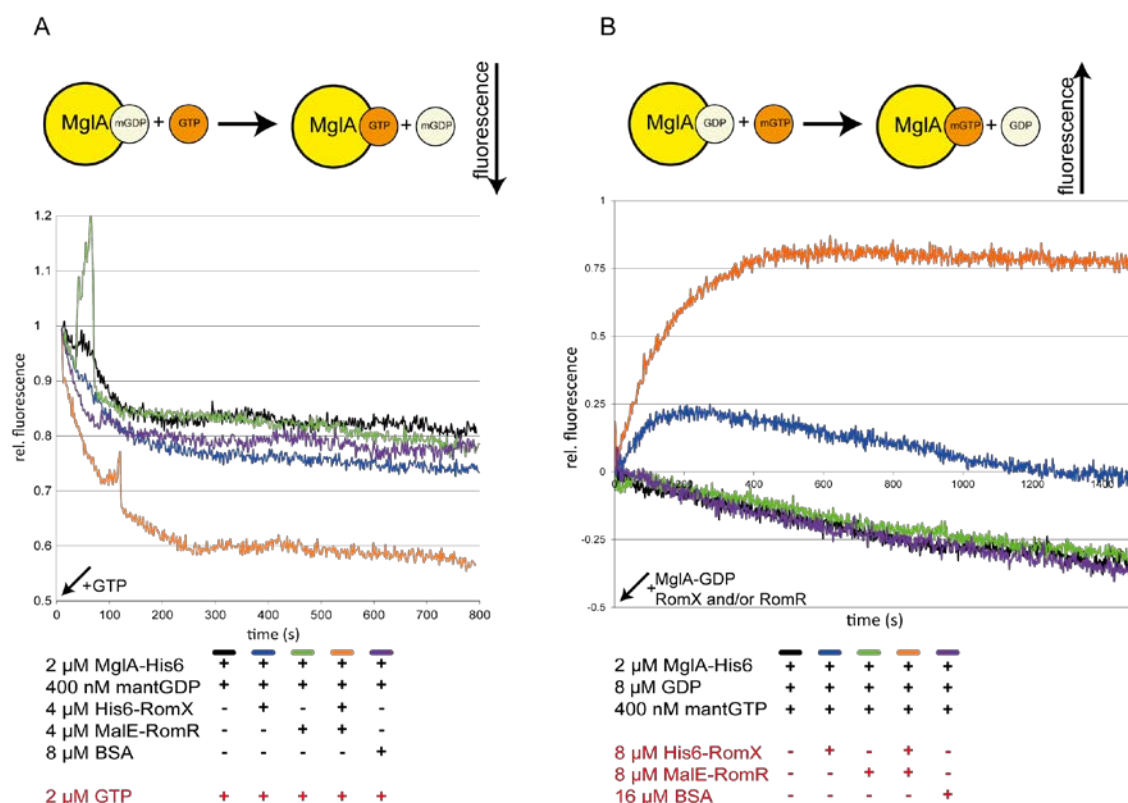 A
B
MglA mGDP + GTP MglA GTP + mGDP
fluorescence
MglA GDP + mGTP MglA mGTP + GDP
fluorescence
1.2
1.1
1
0.9
0.8
0.7
0.6
0.5
rel. fluorescence
+GTP
0 100 200 300 400 500 600 700 800
time (s)
1
0.75
0.5
0.25
0
-0.25
-0.5
rel. fluorescence
0 200 400 600 800 1000 1200 1400
+MglA-GDP
RomX and/or RomR
time (s)
2 µM MglA-His6 + + + + +
400 nM mantGDP + + + + +
4 µM His6-RomX - + - + -
4 µM MalE-RomR - - + + -
8 µM BSA - - - - +
2 µM GTP + + + + +
2 µM MglA-His6 + + + + +
8 µM GDP + + + + +
400 nM mantGTP + + + + +
8 µM His6-RomX - + - + -
8 µM MalE-RomR - - + + -
16 µM BSA - - - - +